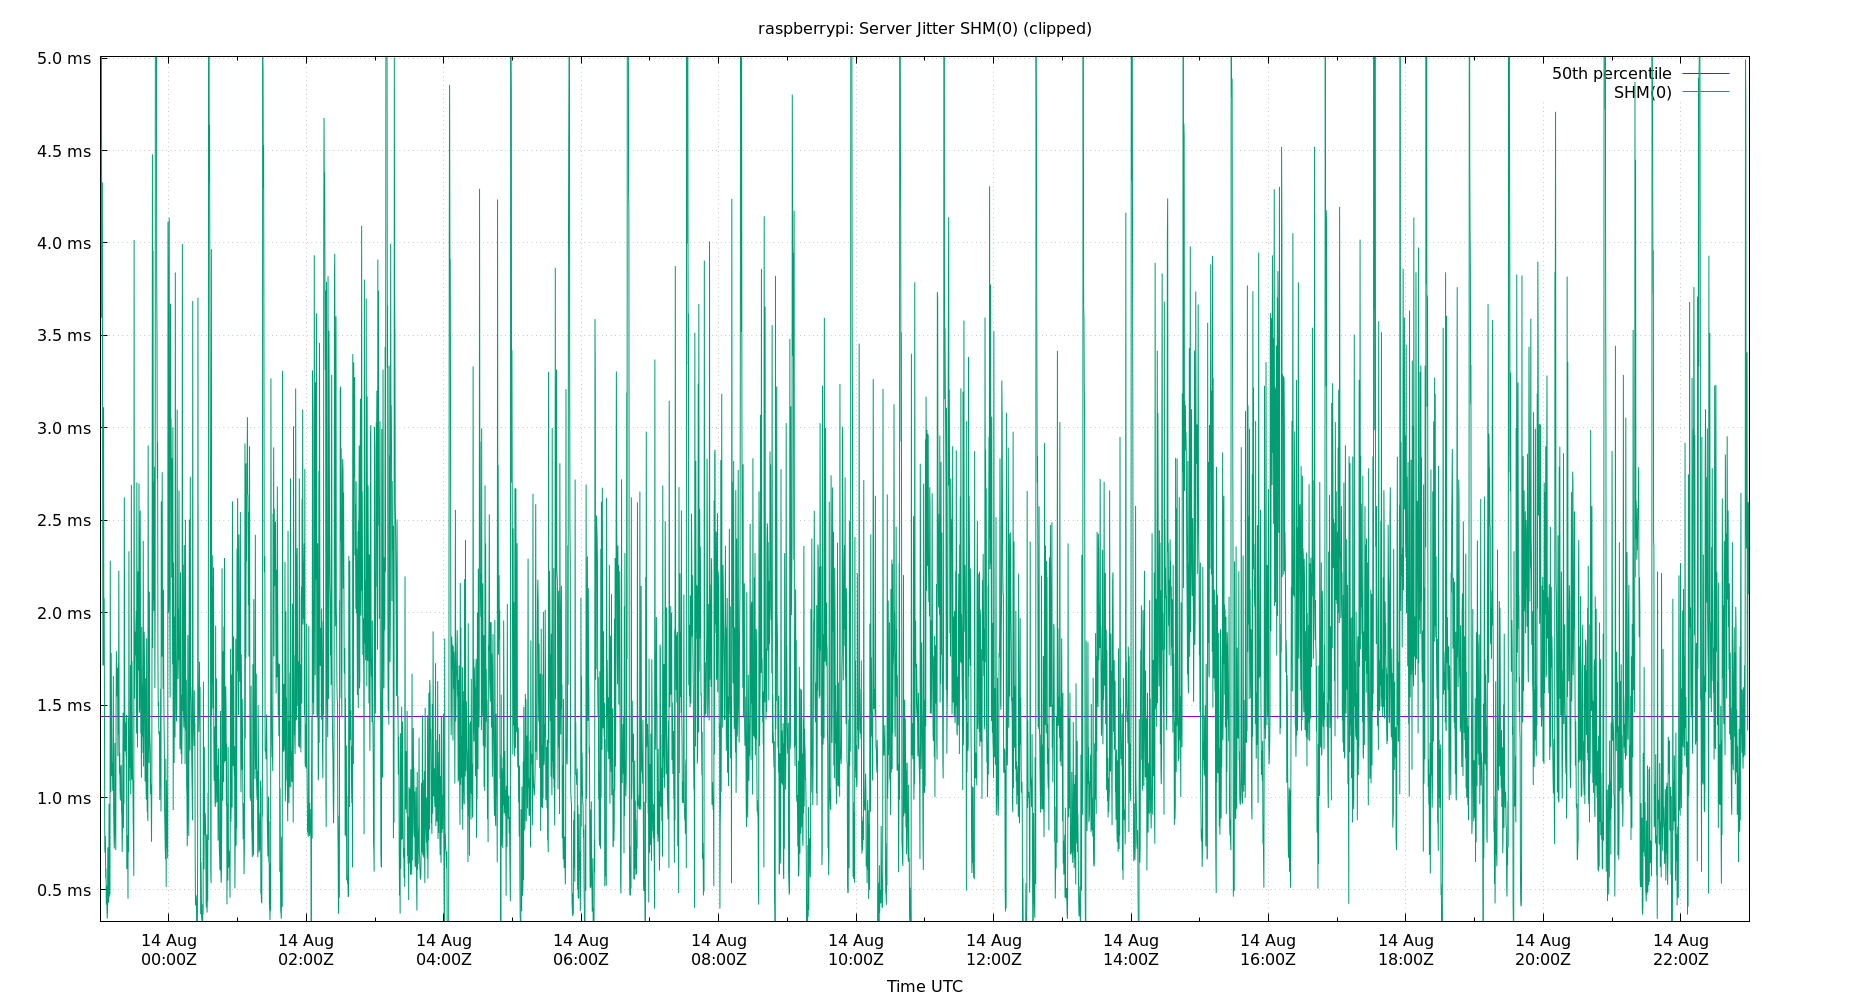 raspberrypi: Server Jitter SHM(0) (clipped)
50th percentile
SHM(0)
5.0 ms
4.5 ms
4.0 ms
3.5 ms
3.0 ms
2.5 ms
2.0 ms
1.5 ms
1.0 ms
0.5 ms
14 Aug 14 Aug 14 Aug 14 Aug 14 Aug 14 Aug 14 Aug 14 Aug 14 Aug 14 Aug 14 Aug 14 Aug
00:00Z 02:00Z 04:00Z 06:00Z 08:00Z 10:00Z 12:00Z 14:00Z 16:00Z 18:00Z 20:00Z 22:00Z
Time UTC